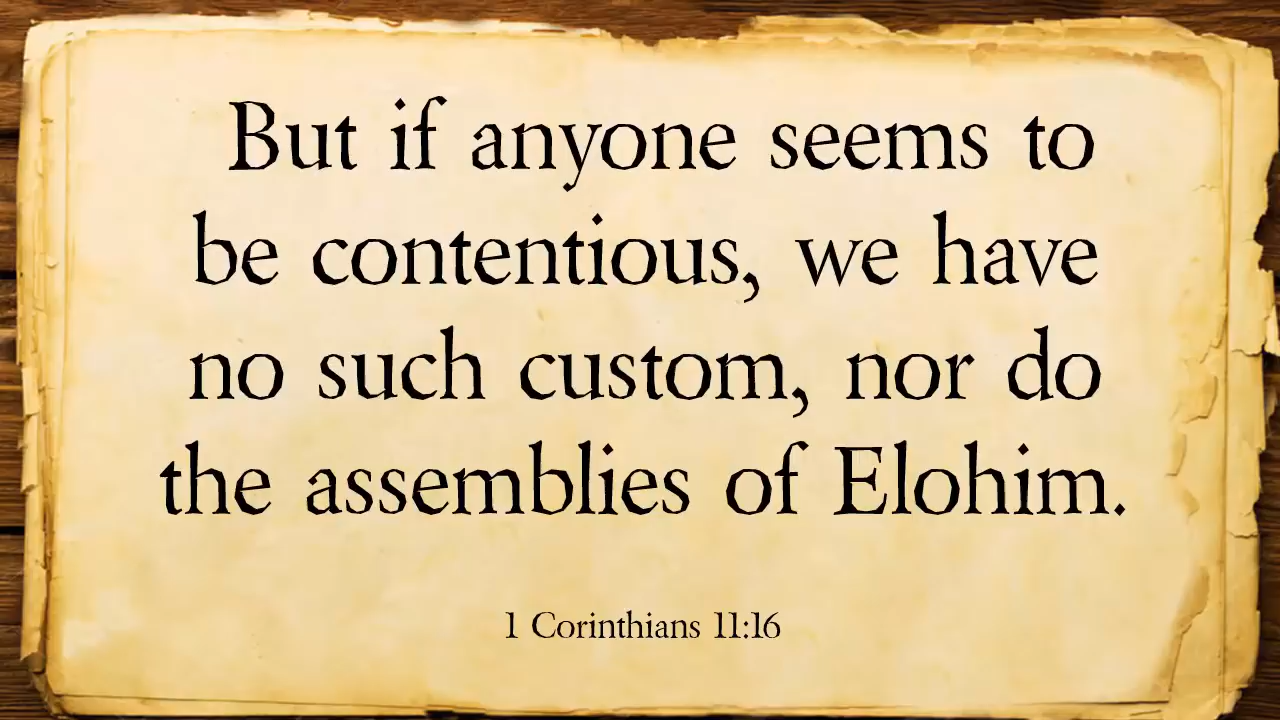 But if anyone seems to
be contentious, we have
no such custom, nor do
the assemblies of Elohim.
1 Corinthians 11:16